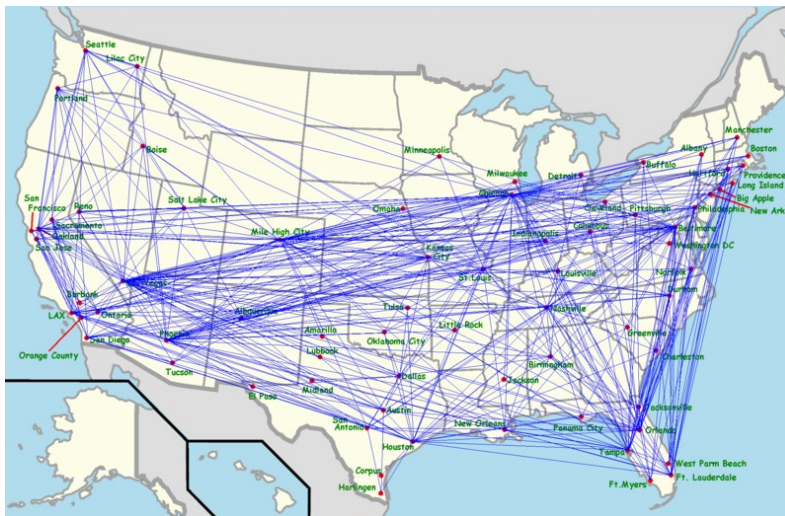 Seattle
Lilac City
Portland
Boise
Minneapolis
Milwaukee
Chicago
Detroit
Buffalo
Albany
Manchester
Boston
Hartford
Providence
Long Island
Big Apple
New Ark
Philadelphia
San
Francisco
Reno
Sacramento
Oakland
San Jose
Salt Lake City
Mile High City
Omaha
Kansas
City
Cleveland
Pittsburgh
Columbus
Indianapolis
Baltimore
Washington DC
St.Louis
Louisville
Norfolk
Durham
Vegas
Burbank
LAX
Ontario
Orange County
San Diego
Phoenix
Tucson
Albuquerque
Amarillo
Lubbock
Tulsa
Oklahoma City
Little Rock
Nashville
Greenville
Charleston
Birmingham
Jackson
Dallas
Midland
El Paso
Austin
San
Antonio
Houston
New Orleans
Panama City
Jacksonville
Orlando
Tampa
West Parm Beach
Ft. Lauderdale
Ft.Myers
Corpus
Harlingen